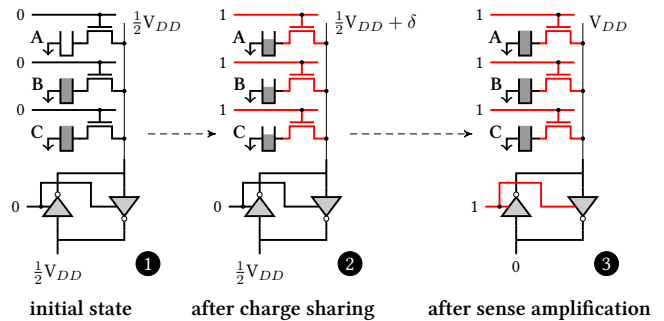 0 ½V_DD 1 ½V_DD + δ 1 V_DD
A A A
0 1 1
B B B
0 1 1
C C C
0 0 1
½V_DD 1 ½V_DD 2 0 3
initial state after charge sharing after sense amplification